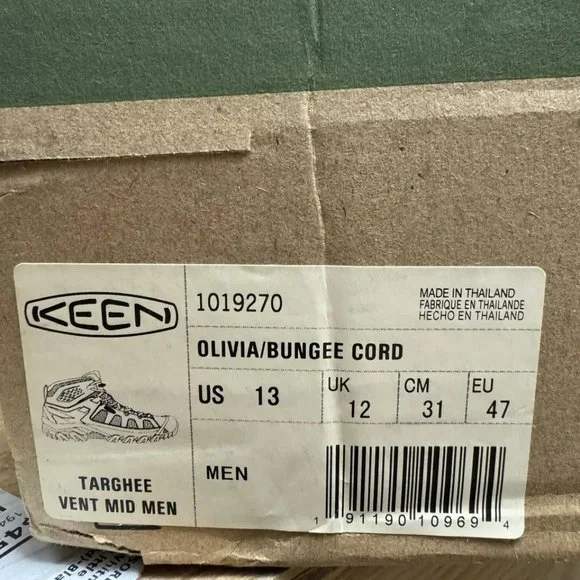 KEEN
1019270
MADE IN THAILAND
FABRIQUE EN THAILANDE
HECHO EN THAILAND
OLIVIA/BUNGEE CORD
US 13
UK 12
CM 31
EU 47
TARGHEE
VENT MID MEN
MEN
1 91190 10969 4